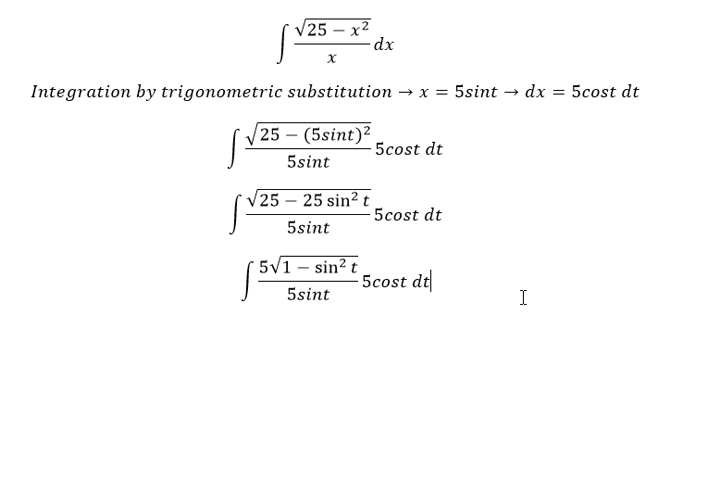 ∫ √(25 − x²)/x dx
Integration by trigonometric substitution → x = 5sint → dx = 5cost dt
∫ √(25 − (5sint)²)/5sint 5cost dt
∫ √(25 − 25 sin² t)/5sint 5cost dt
∫ 5√(1 − sin² t)/5sint 5cost dt